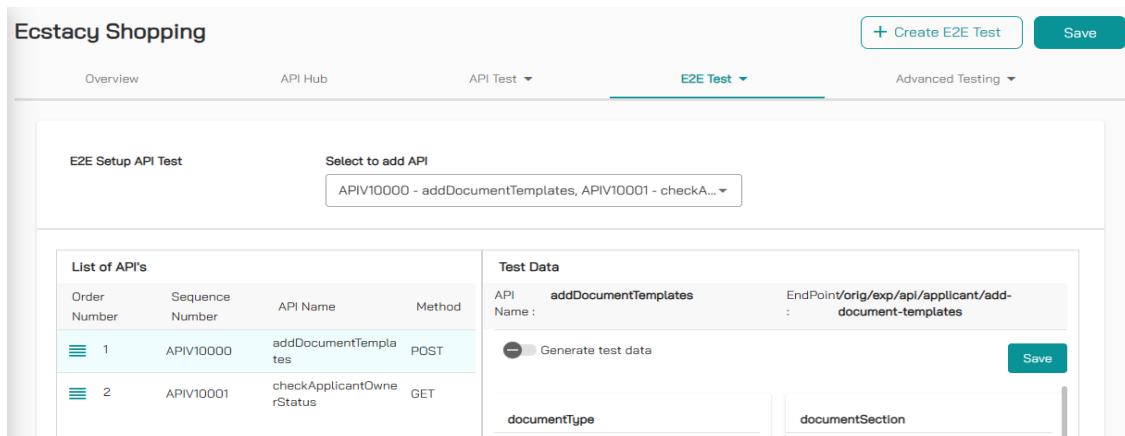 Ecstacy Shopping
+ Create E2E Test
Save
Overview
API Hub
API Test
E2E Test
Advanced Testing
E2E Setup API Test
Select to add API
APIV10000 - addDocumentTemplates, APIV10001 - checkA...
List of API's
Order Number
Sequence Number
API Name
Method
1
APIV10000
addDocumentTempla
tes
POST
2
APIV10001
checkApplicantOwne
rStatus
GET
Test Data
API Name :
addDocumentTemplates
EndPoint :
/orig/exp/api/applicant/add-
document-templates
Generate test data
Save
documentType
documentSection